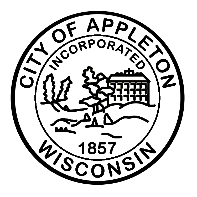 CITY OF APPLETON
INCORPORATED
1857
WISCONSIN